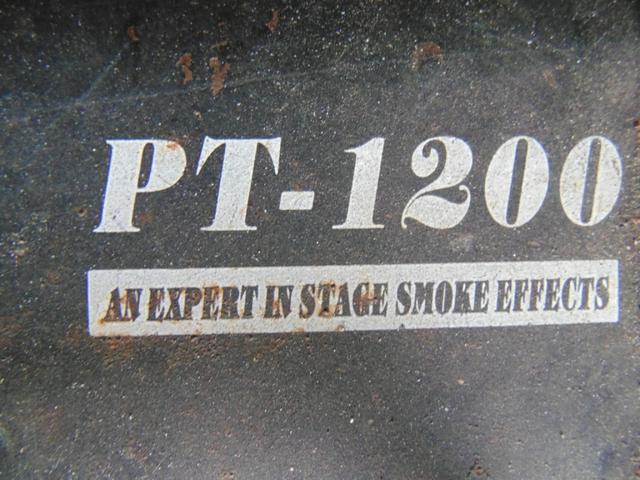 PT-1200
AN EXPERT IN STAGE SMOKE EFFECTS